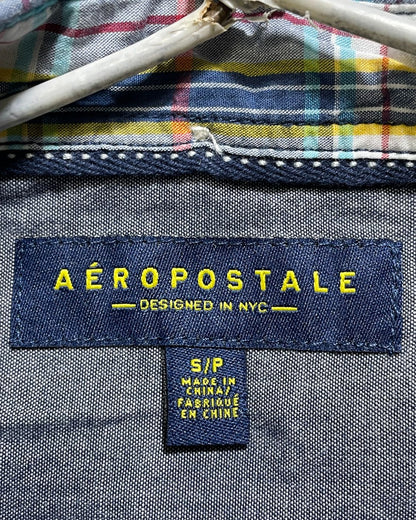 AÉROPOSTALE
— DESIGNED IN NYC —
S/P
MADE IN
CHINA/
FABRIQUÉ
EN CHINE